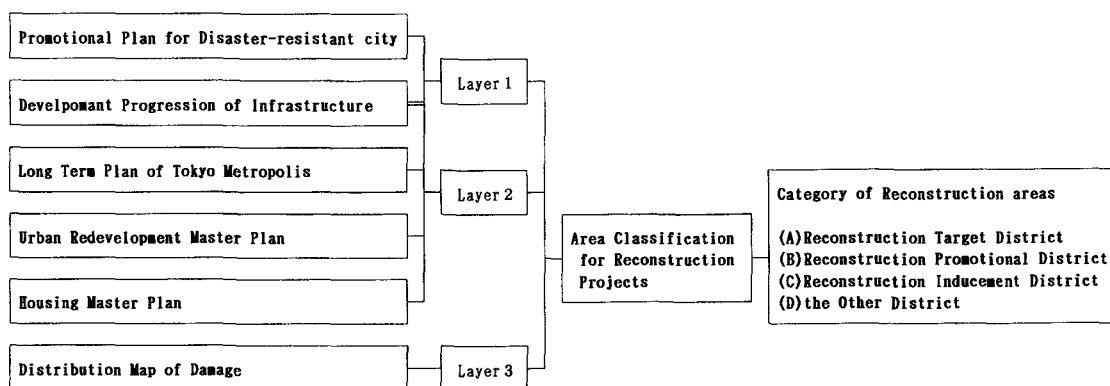 Promotional Plan for Disaster-resistant city
Develpomant Progression of Infrastructure
Long Term Plan of Tokyo Metropolis
Urban Redevelopment Master Plan
Housing Master Plan
Distribution Map of Damage
Layer 1
Layer 2
Layer 3
Area Classification
for Reconstruction
Projects
Category of Reconstruction areas
(A)Reconstruction Target District
(B)Reconstruction Promotional District
(C)Reconstruction Inducement District
(D)the Other District